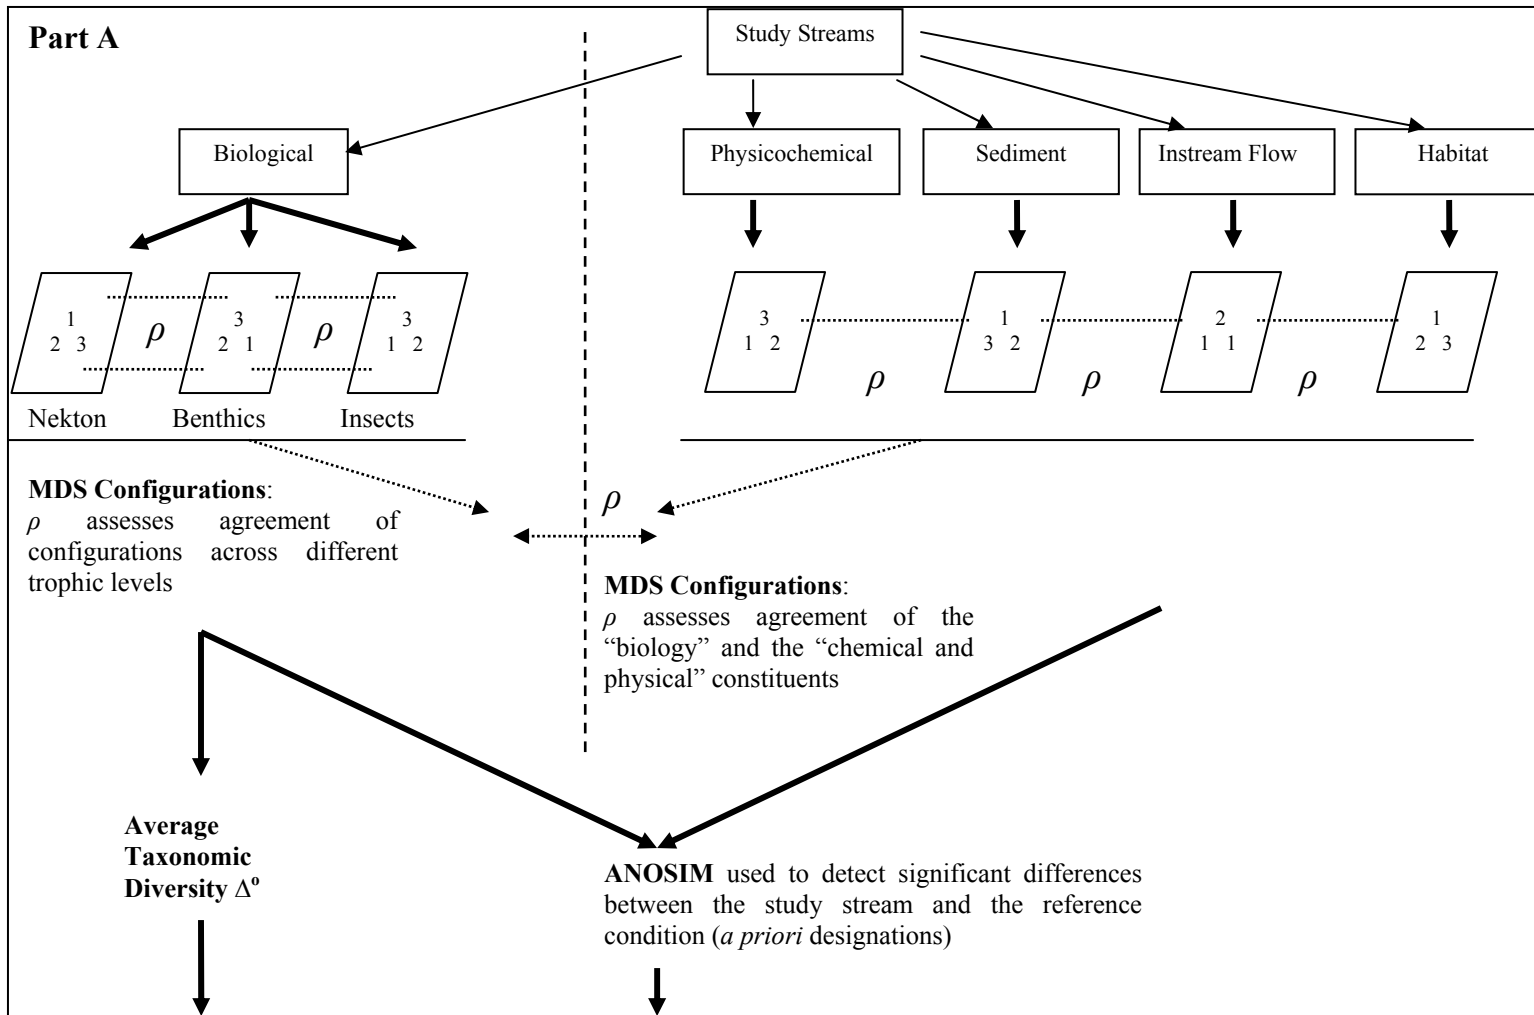 Part A
Study Streams
Biological
Physicochemical
Sediment
Instream Flow
Habitat
1
2 3
ρ
3
2 1
ρ
3
1 2
3
1 2
ρ
1
3 2
ρ
2
1 1
ρ
1
2 3
Nekton
Benthics
Insects
MDS Configurations:
ρ assesses agreement of
configurations across different
trophic levels
ρ
MDS Configurations:
ρ assesses agreement of the
“biology” and the “chemical and
physical” constituents
Average
Taxonomic
Diversity Δº
ANOSIM used to detect significant differences
between the study stream and the reference
condition (a priori designations)